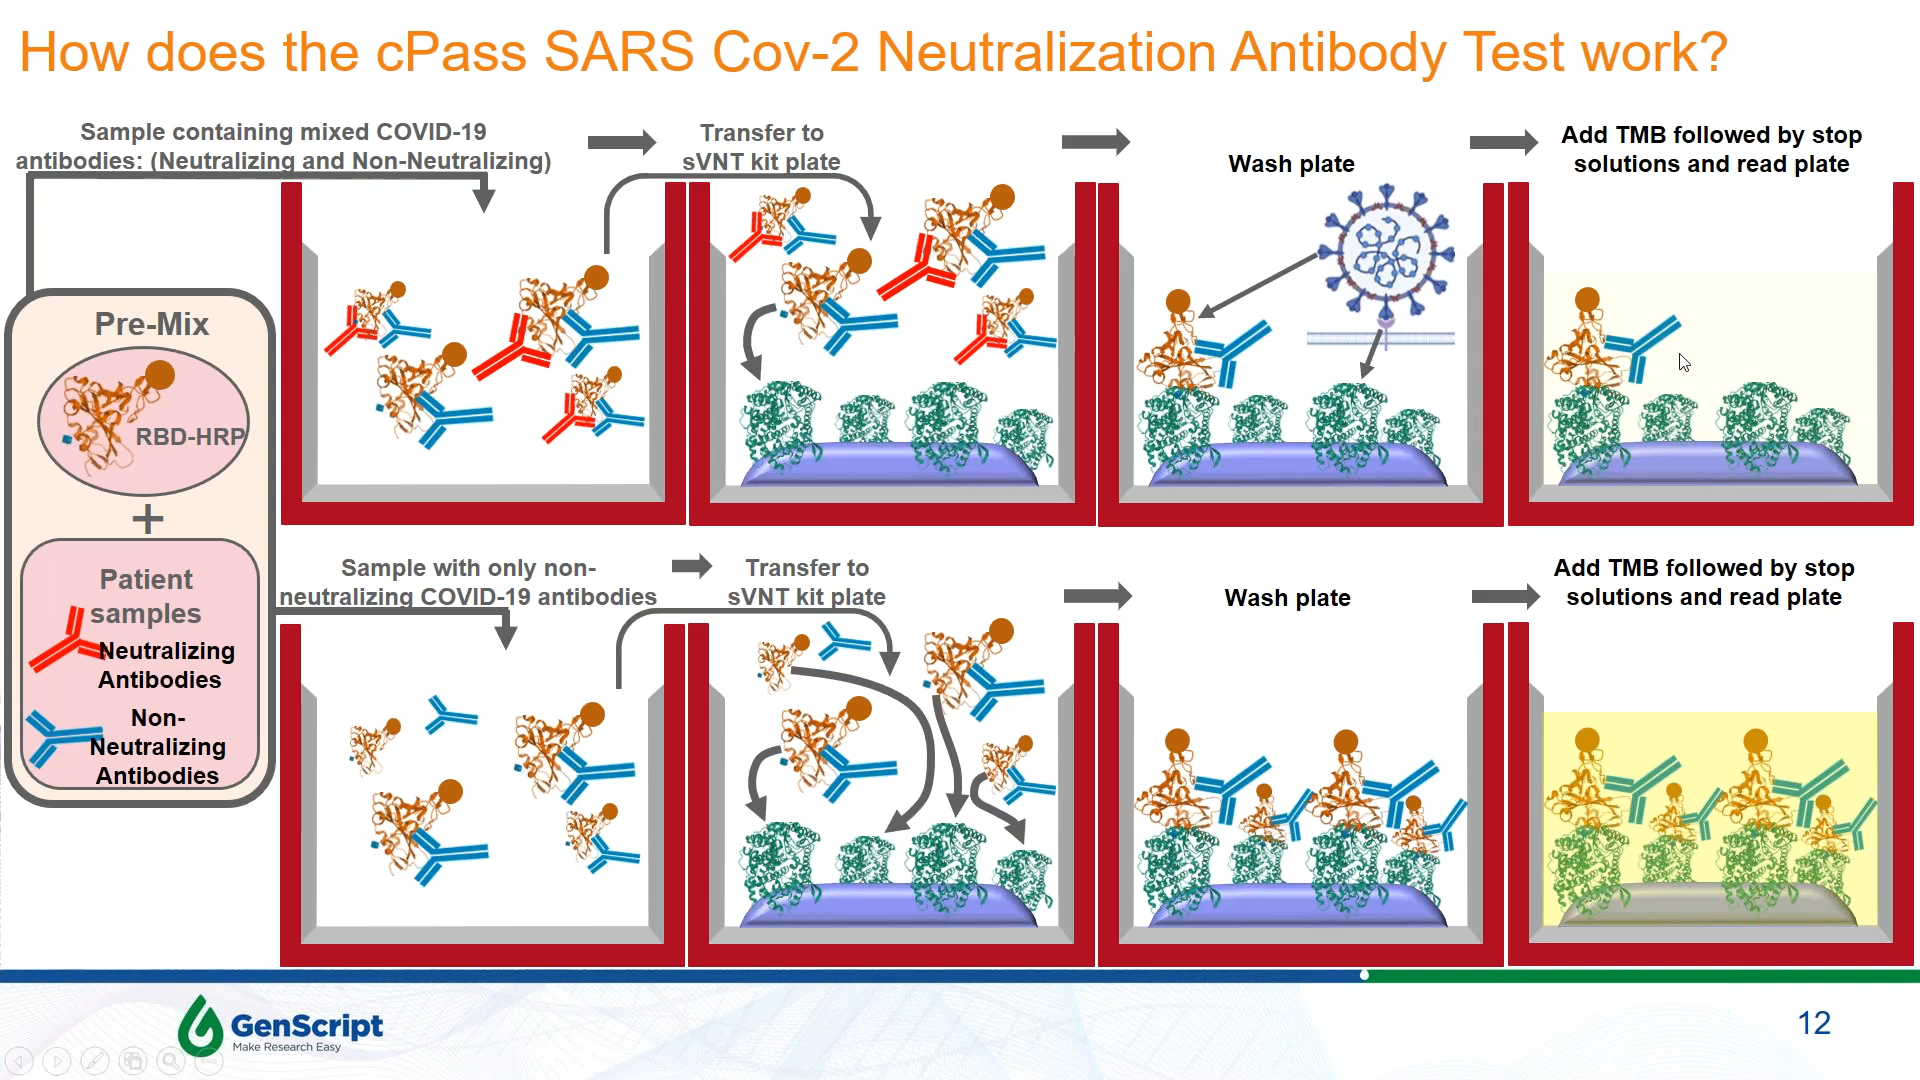 How does the cPass SARS Cov-2 Neutralization Antibody Test work?
Sample containing mixed COVID-19
antibodies: (Neutralizing and Non-Neutralizing)
Transfer to
sVNT kit plate
Wash plate
Add TMB followed by stop
solutions and read plate
Pre-Mix
RBD-HRP
+
Patient
samples
Neutralizing
Antibodies
Non-
Neutralizing
Antibodies
Sample with only non-
neutralizing COVID-19 antibodies
Transfer to
sVNT kit plate
Wash plate
Add TMB followed by stop
solutions and read plate
GenScript
Make Research Easy
12